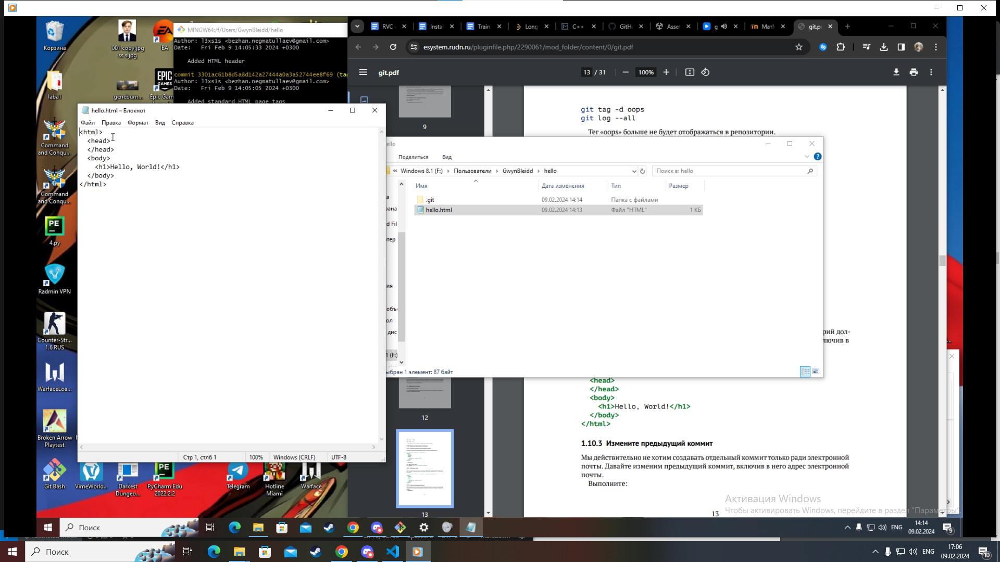 Корзина
001 copy.jpg
ss s.jpg
EA
laba1
geneburn...
Epic Gam
Command
and Conqu...
Command
and Conqu...
4.py
Radmin VPN
Counter-Str...
1.6 RUS
WarfaceLoa...
Broken Arrow
Playtest
Git Bash
VimeWorld...
Darkest
Dungeo...
PyCharm Edu
2022.2.2
Telegram
Hotline
Miami
Warface
MINGW64:/f/Users/GwynBleidd/hello
Author: l3xs1s <bezhan.negmatullaev@gmail.com>
Date: Fri Feb 9 14:05:33 2024 +0300
Added HTML header
commit 3301ac61b8d5a8d142a27444a0a3a52744ee8f69 (tag
Author: l3xs1s <bezhan.negmatullaev@gmail.com>
Date: Fri Feb 9 14:05:05 2024 +0300
Added standard HTML page tags
hello.html – Блокнот
Файл Правка Формат Вид Справка
<html>
<head>
</head>
<body>
<h1>Hello, World!</h1>
</body>
</html>
Стр 1, стлб 1 100% Windows (CRLF) UTF-8
RVC Instal Train Long C++ GitH Asse g Мат git.p
esystem.rudn.ru/pluginfile.php/2290061/mod_folder/content/0/git.pdf
git.pdf 13 / 31 100%
9
12
13
git tag -d oops
git log --all
Тег «oops» больше не будет отображаться в репозитории.
ello
Поделиться Вид
« Windows 8.1 (F:) › Пользователи › GwynBleidd › hello
Поиск в: hello
Имя Дата изменения Тип Размер
.git 09.02.2024 14:14 Папка с файлами
hello.html 09.02.2024 14:13 Файл "HTML" 1 КБ
ыбран 1 элемент: 87 байт
рий дол-
лючив в
<head>
</head>
<body>
<h1>Hello, World!</h1>
</body>
</html>
1.10.3 Измените предыдущий коммит
Мы действительно не хотим создавать отдельный коммит только ради электронной
почты. Давайте изменим предыдущий коммит, включив в него адрес электронной
почты.
Выполните:
13
Активация Windows
Чтобы активировать Windows, перейдите в раздел "Параметры".
Поиск
ENG
14:14
09.02.2024
9
Поиск
ENG
17:06
09.02.2024
10